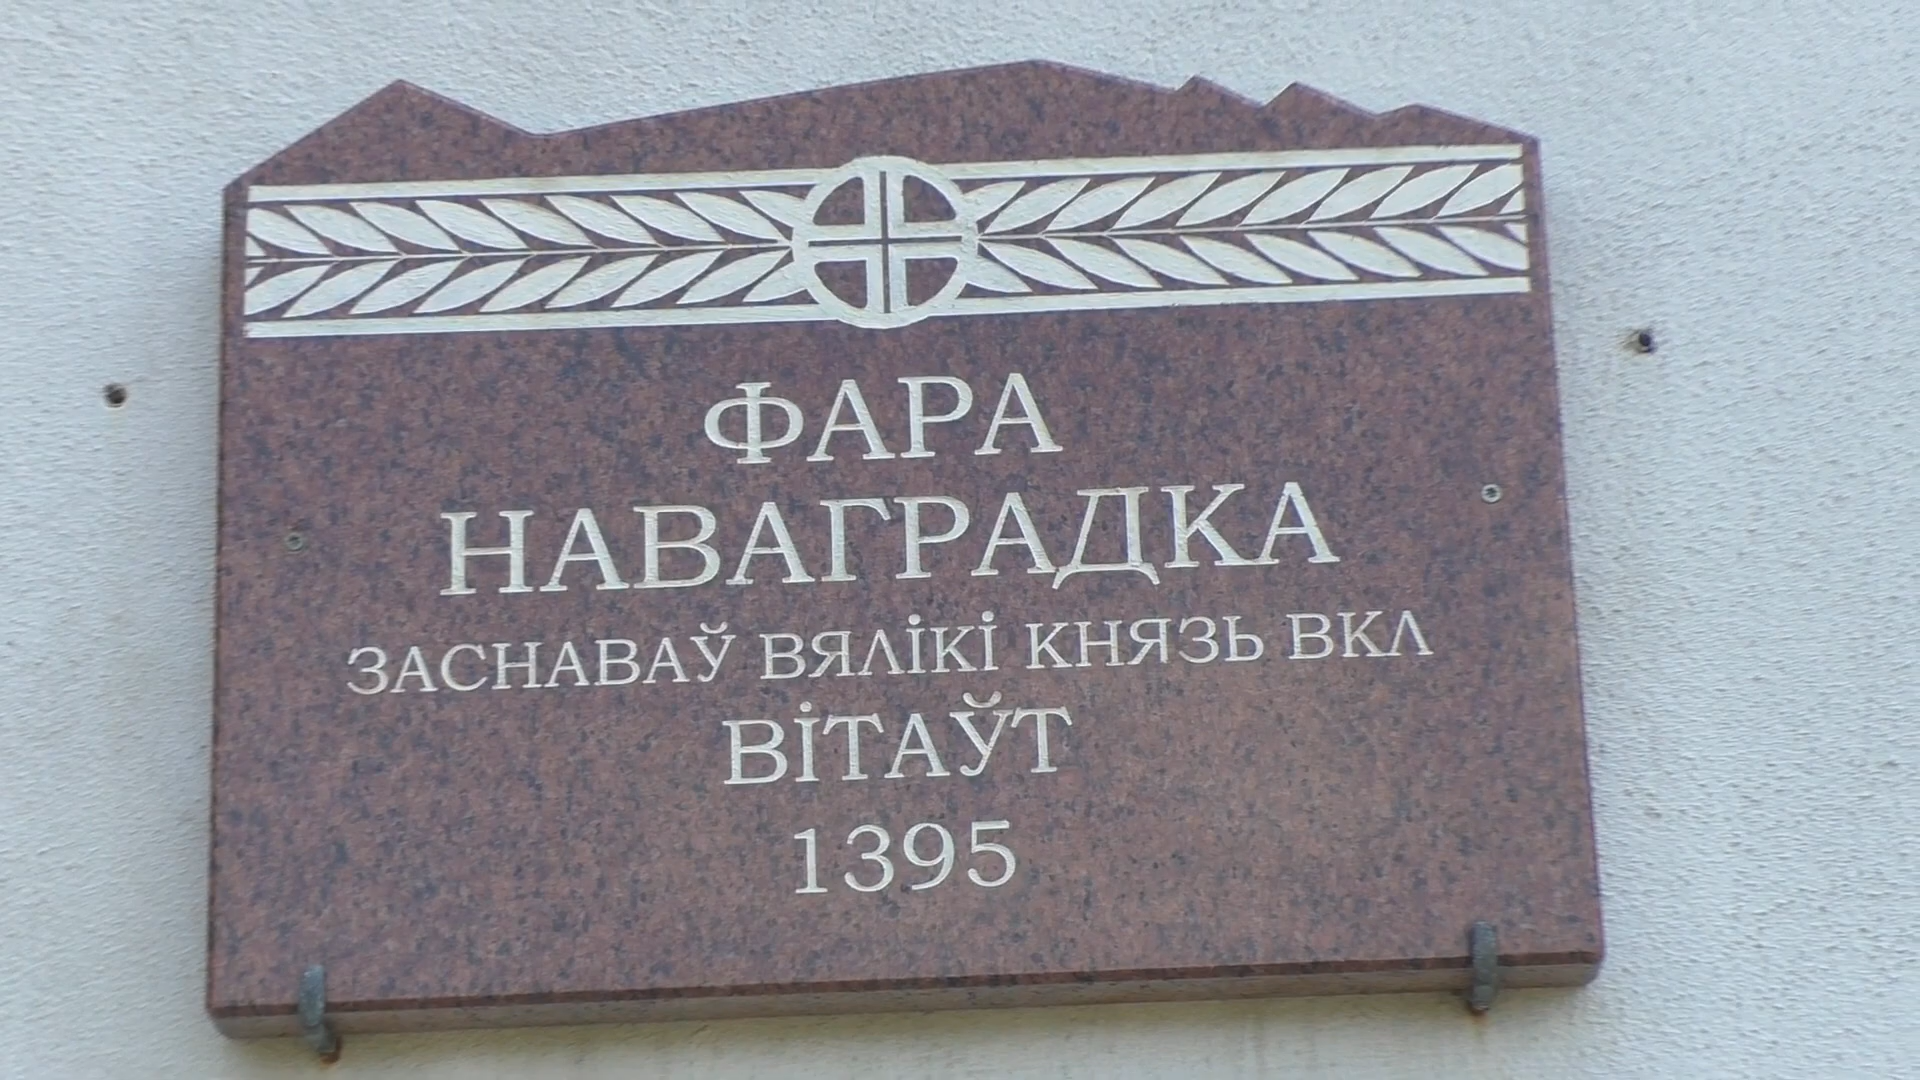 ФАРА
НАВАГРАДКА
ЗАСНАВАЎ ВЯЛІКІ КНЯЗЬ ВКЛ
ВІТАЎТ
1395